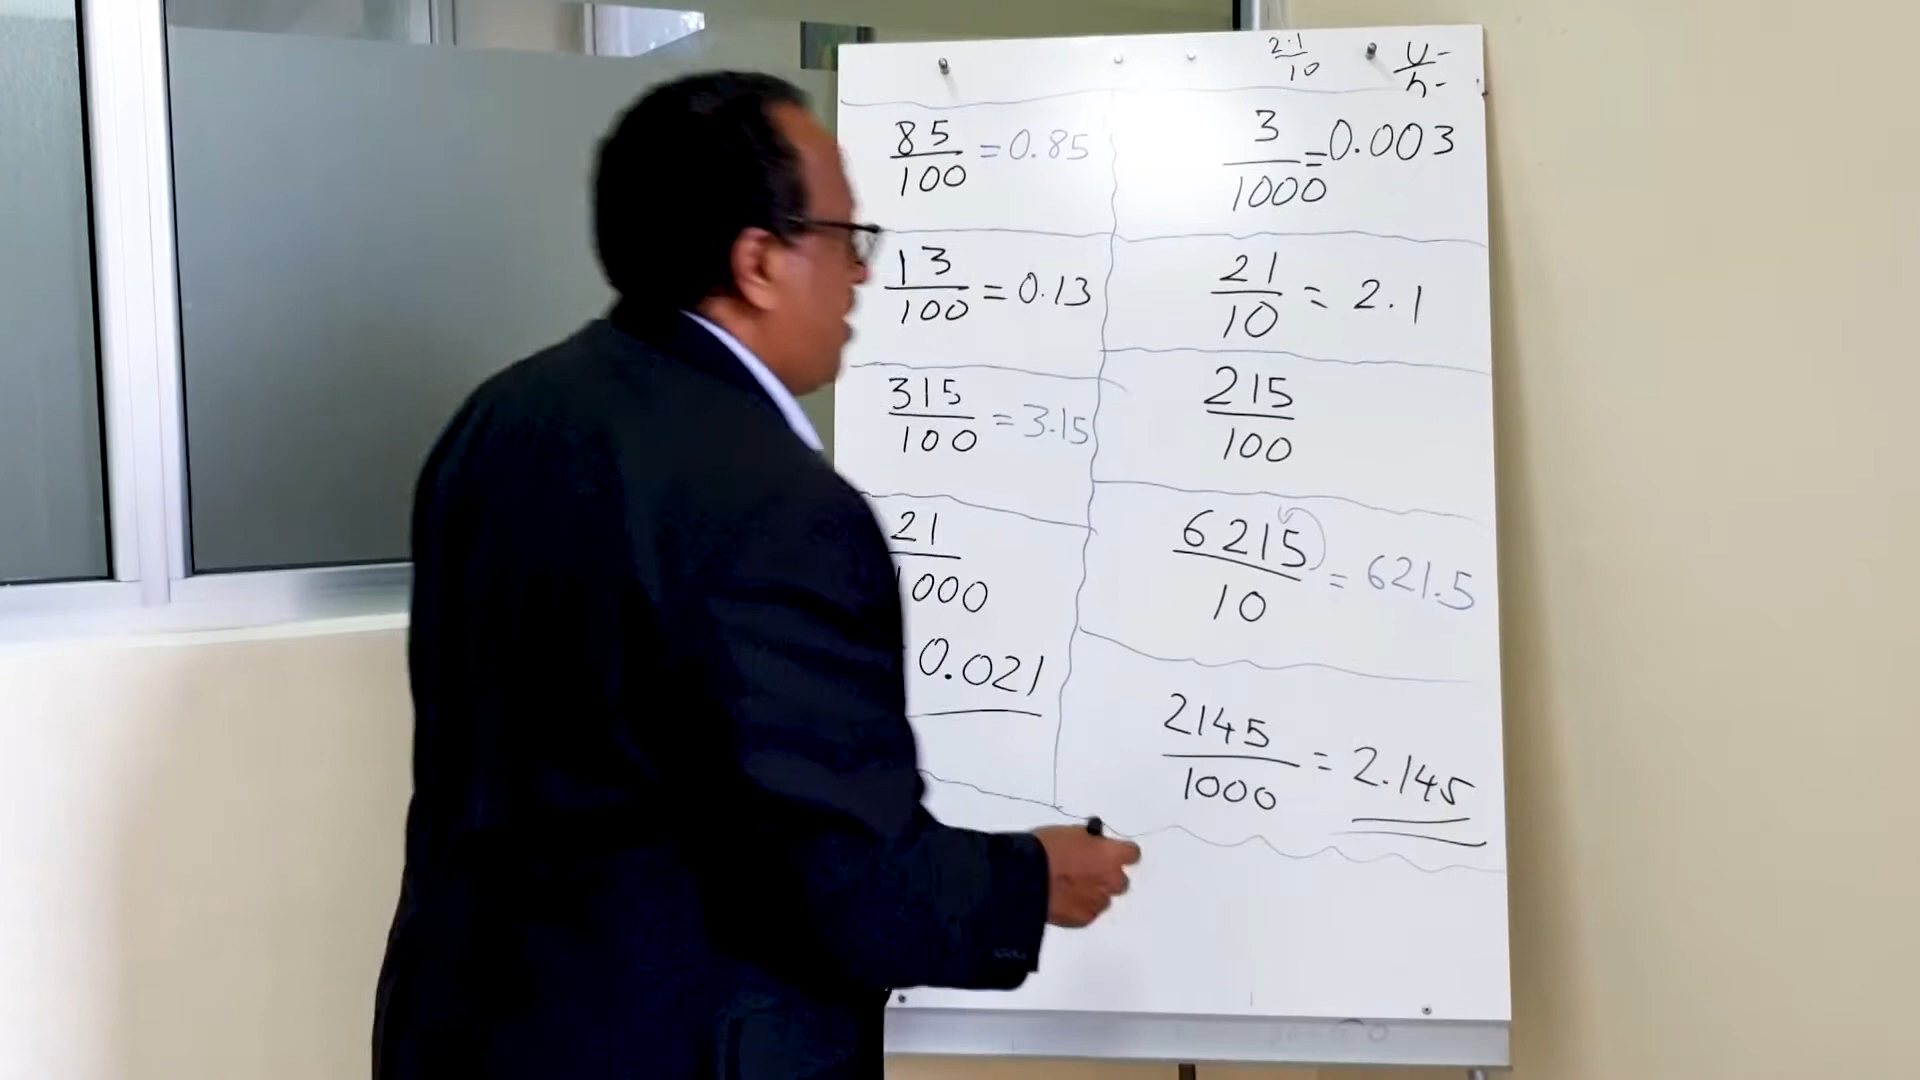 2.1/10
85/100 = 0.85
13/100 = 0.13
315/100 = 3.15
21/1000
0.021
3/1000 = 0.003
21/10 = 2.1
215/100
6215/10 = 621.5
2145/1000 = 2.145